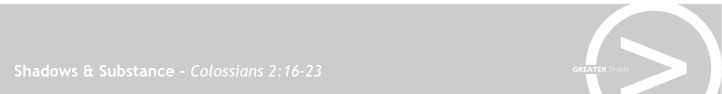 Shadows & Substance - Colossians 2:16-23
GREATER THAN